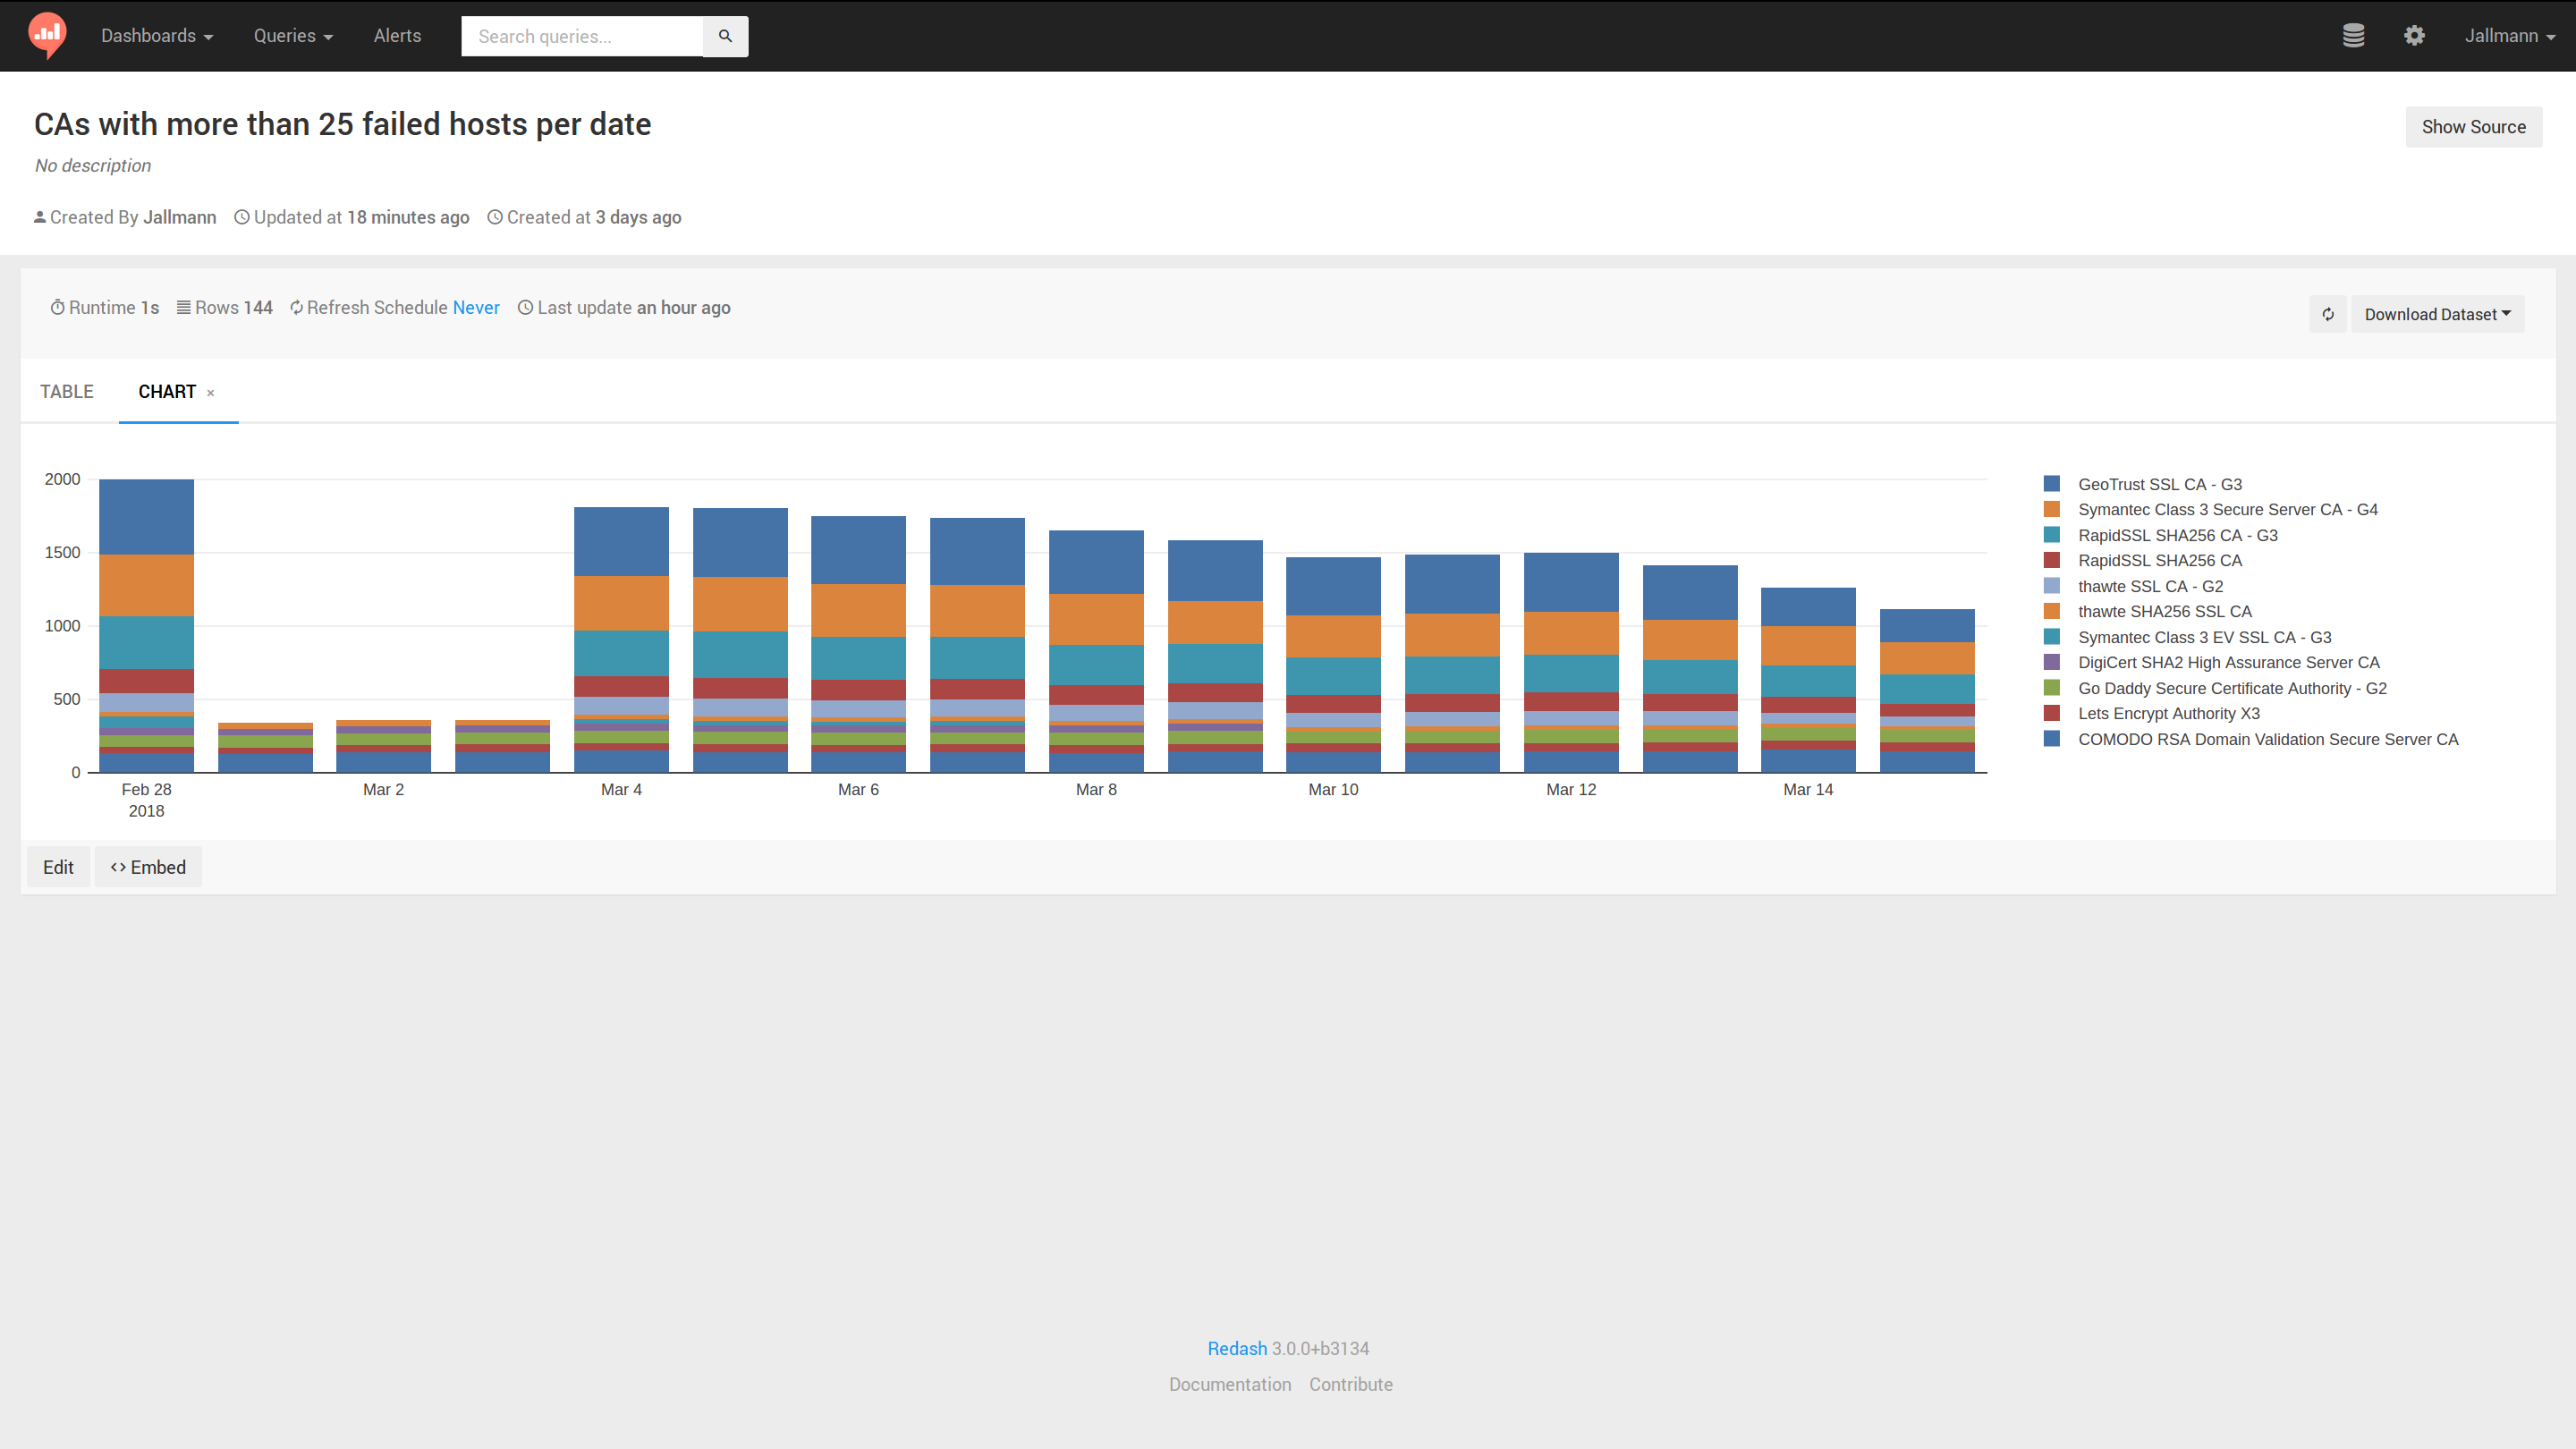 Dashboards Queries Alerts Search queries... Jallmann
CAs with more than 25 failed hosts per date
Show Source
No description
Created By Jallmann Updated at 18 minutes ago Created at 3 days ago
Runtime 1s Rows 144 Refresh Schedule Never Last update an hour ago
Download Dataset
TABLE CHART ×
2000
1500
1000
500
0
Feb 28 Mar 2 Mar 4 Mar 6 Mar 8 Mar 10 Mar 12 Mar 14
2018
GeoTrust SSL CA - G3
Symantec Class 3 Secure Server CA - G4
RapidSSL SHA256 CA - G3
RapidSSL SHA256 CA
thawte SSL CA - G2
thawte SHA256 SSL CA
Symantec Class 3 EV SSL CA - G3
DigiCert SHA2 High Assurance Server CA
Go Daddy Secure Certificate Authority - G2
Lets Encrypt Authority X3
COMODO RSA Domain Validation Secure Server CA
Edit <> Embed
Redash 3.0.0+b3134
Documentation Contribute